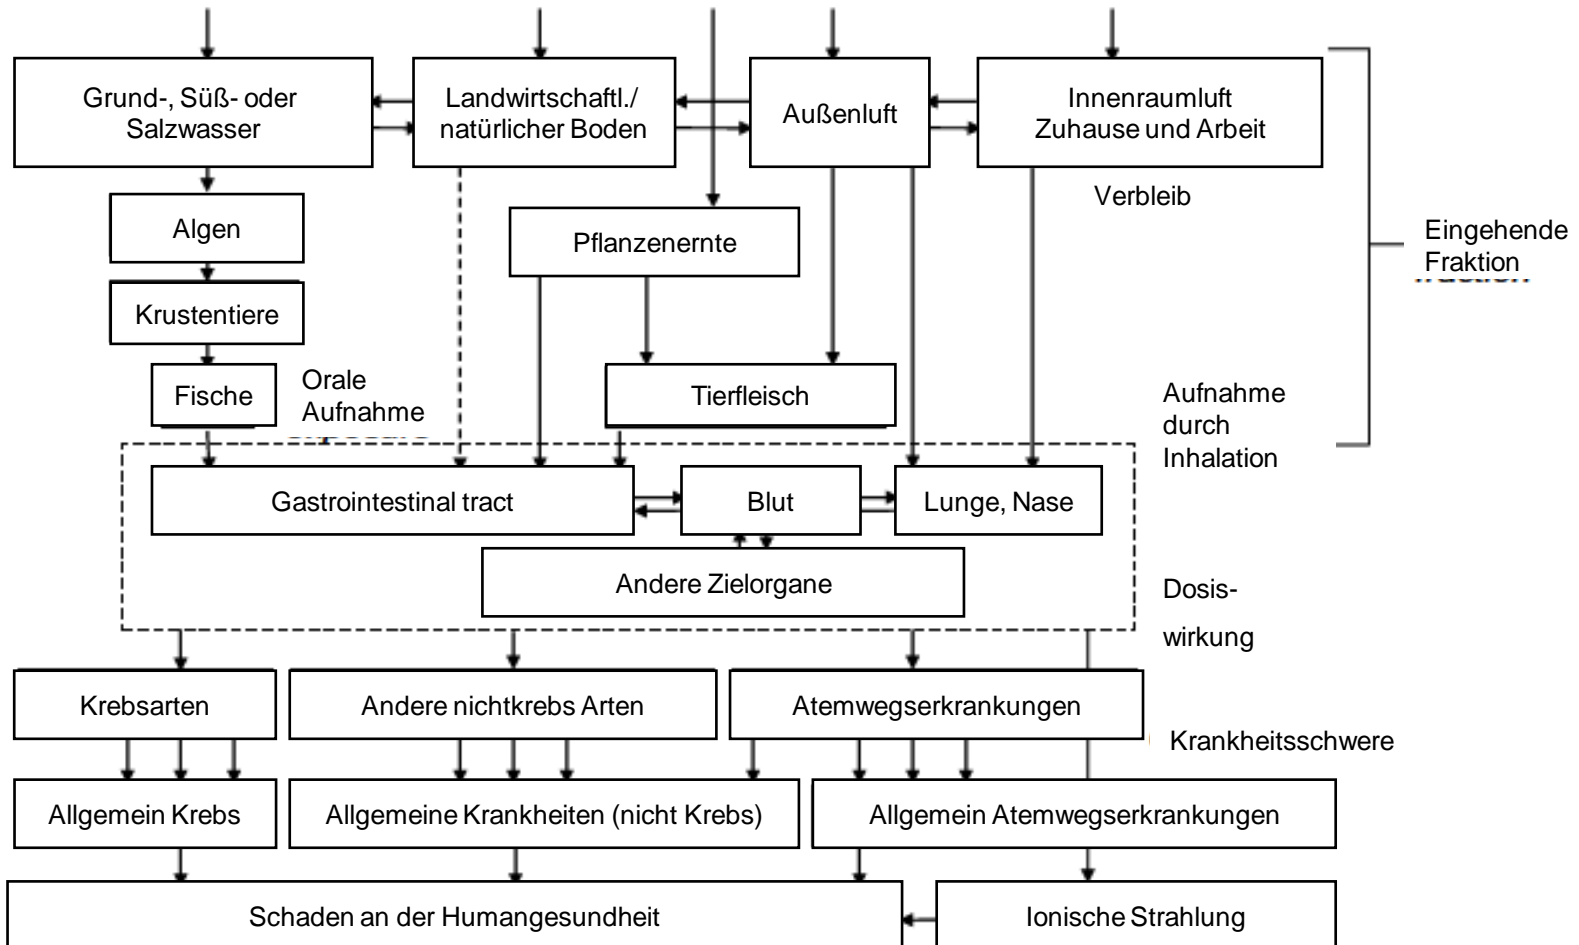 Grund-, Süß- oder
Salzwasser
Landwirtschaftl./
natürlicher Boden
Außenluft
Innenraumluft
Zuhause und Arbeit
Verbleib
Algen
Pflanzenernte
Eingehende
Fraktion
Krustentiere
Fische
Orale
Aufnahme
Tierfleisch
Aufnahme
durch
Inhalation
Gastrointestinal tract
Blut
Lunge, Nase
Andere Zielorgane
Dosis-
wirkung
Krebsarten
Andere nichtkrebs Arten
Atemwegserkrankungen
Krankheitsschwere
Allgemein Krebs
Allgemeine Krankheiten (nicht Krebs)
Allgemein Atemwegserkrankungen
Schaden an der Humangesundheit
Ionische Strahlung